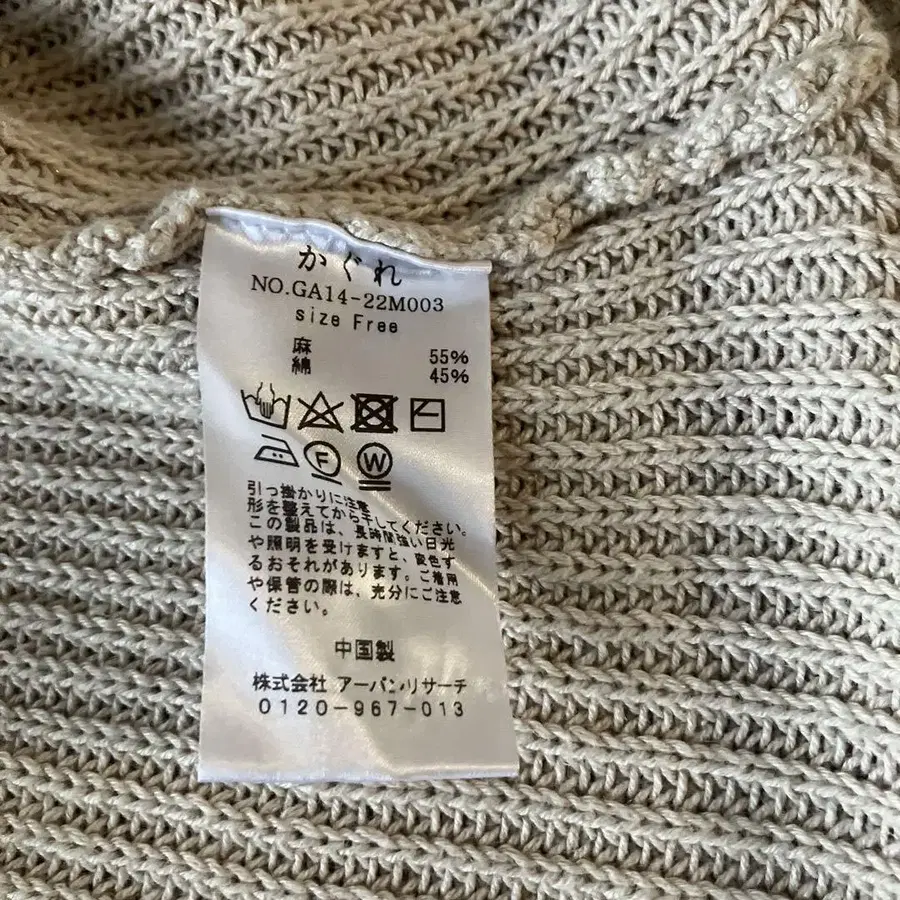 かぐれ
NO.GA14-22M003
size Free
麻 55%
綿 45%
F W
引っ掛かりに注意
形を整えてから干してください。
この製品は、長時間強い日光
や照明を受けますと、変色す
るおそれがあります。ご着用
や保管の際は、充分にご注意
ください。
中国製
株式会社 アーバンリサーチ
0120-967-013